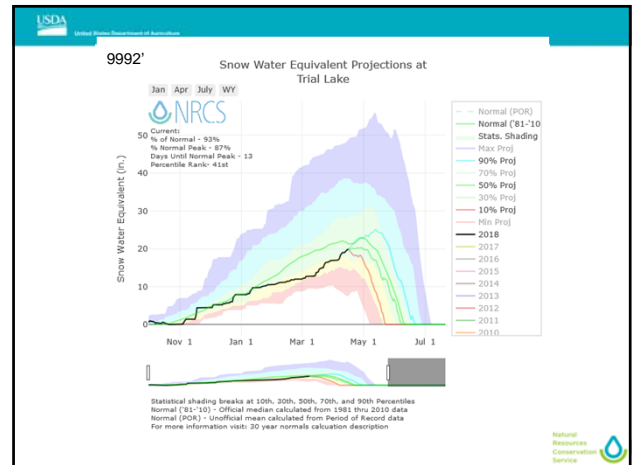 USDA
United States Department of Agriculture
9992’
Snow Water Equivalent Projections at
Trial Lake
Jan Apr July WY
NRCS
Current:
% of Normal - 93%
% Normal Peak - 87%
Days Until Normal Peak - 13
Percentile Rank- 41st
Snow Water Equivalent (in.)
50
40
30
20
10
0
Nov 1 Jan 1 Mar 1 May 1 Jul 1
Normal (POR)
Normal ('81-'10
Stats. Shading
Max Proj
90% Proj
70% Proj
50% Proj
30% Proj
10% Proj
Min Proj
2018
2017
2016
2015
2014
2013
2012
2011
2010
Statistical shading breaks at 10th, 30th, 50th, 70th, and 90th Percentiles
Normal ('81-'10) - Official median calculated from 1981 thru 2010 data
Normal (POR) - Unofficial mean calculated from Period of Record data
For more information visit: 30 year normals calcuation description
Natural
Resources
Conservation
Service